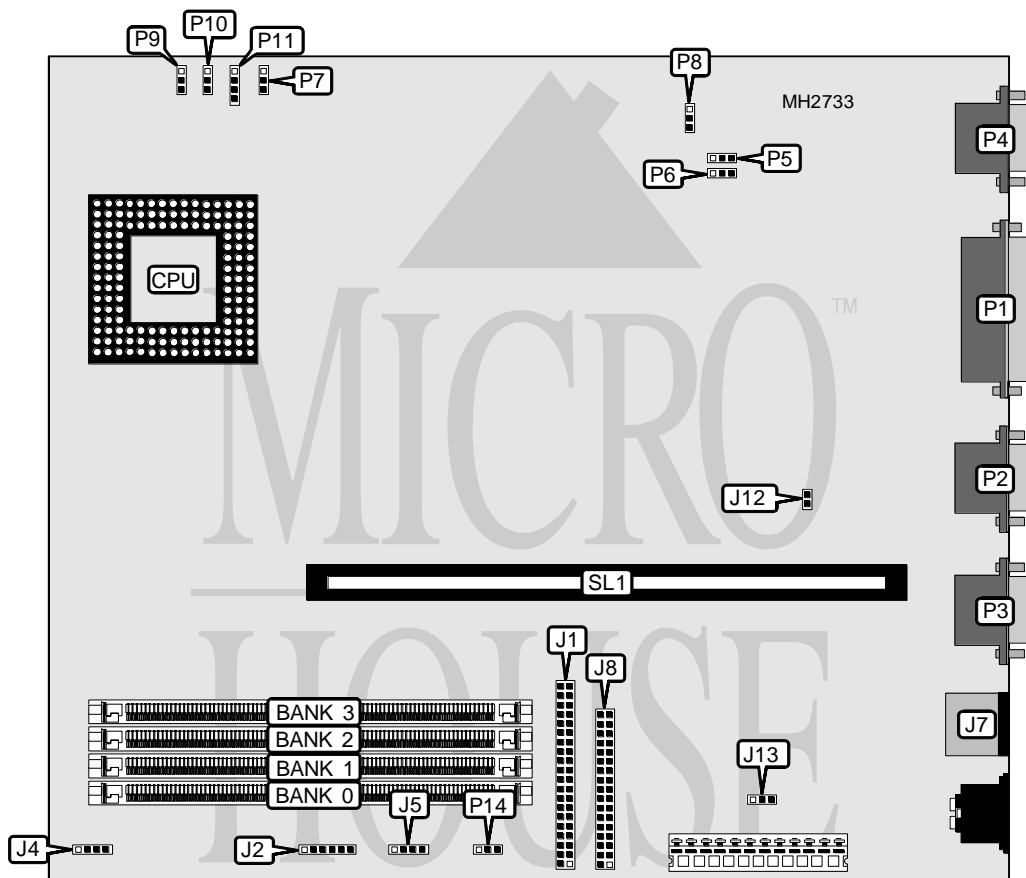 P9
P10
P11
P7
P8
MH2733
P4
P5
P6
CPU
P1
MICRO
™
P2
J12
SL1
P3
HOUSE
J1
J8
BANK 3
BANK 2
BANK 1
BANK 0
J7
J13
J4
J2
J5
P14